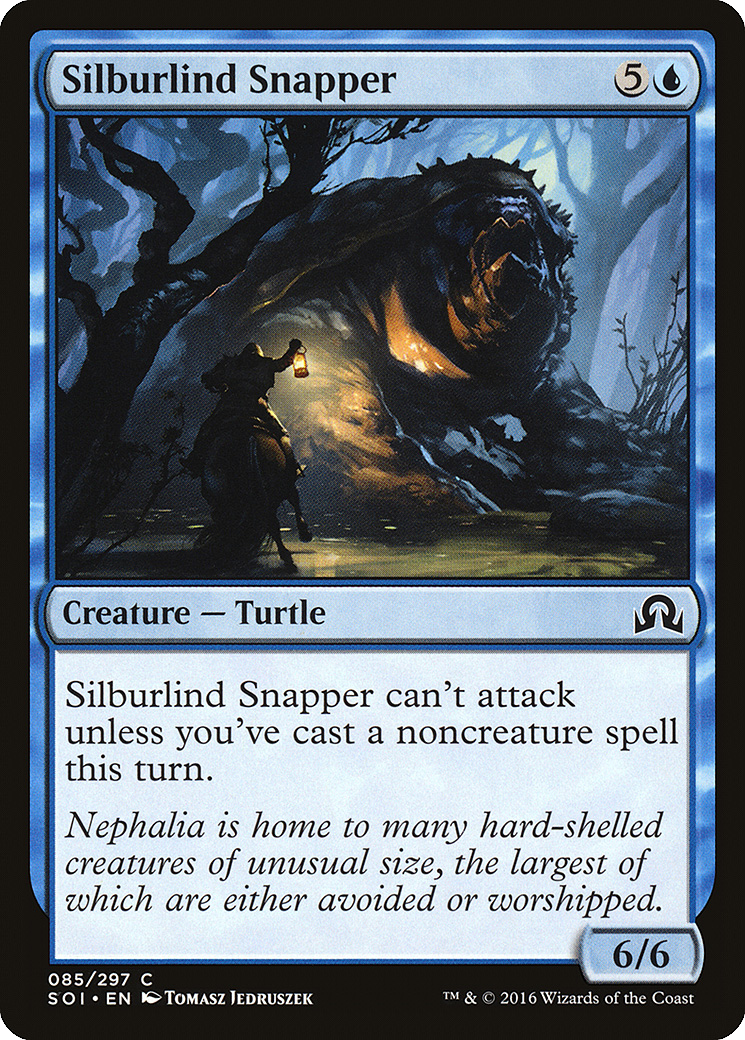 Silburlind Snapper 5
Creature — Turtle
Silburlind Snapper can't attack
unless you've cast a noncreature spell
this turn.
Nephalia is home to many hard-shelled
creatures of unusual size, the largest of
which are either avoided or worshipped.
6/6
085/297 C
SOI • EN Tomasz Jedruszek
™ & © 2016 Wizards of the Coast